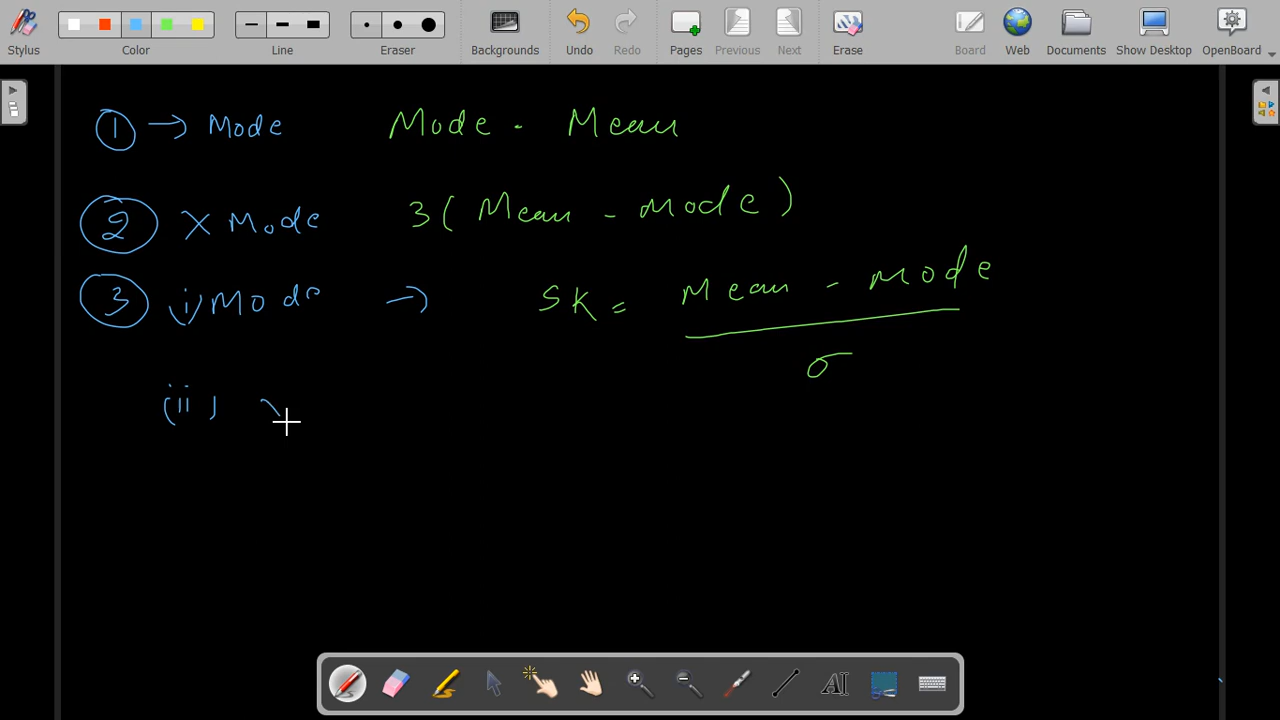 Stylus Color Line Eraser Backgrounds Undo Redo Pages Previous Next Erase Board Web Documents Show Desktop OpenBoard
① → Mode Mode - Mean
② X Mode 3(Mean - Mode)
③ i) Mode → SK = Mean - Mode
σ
(ii)
AI